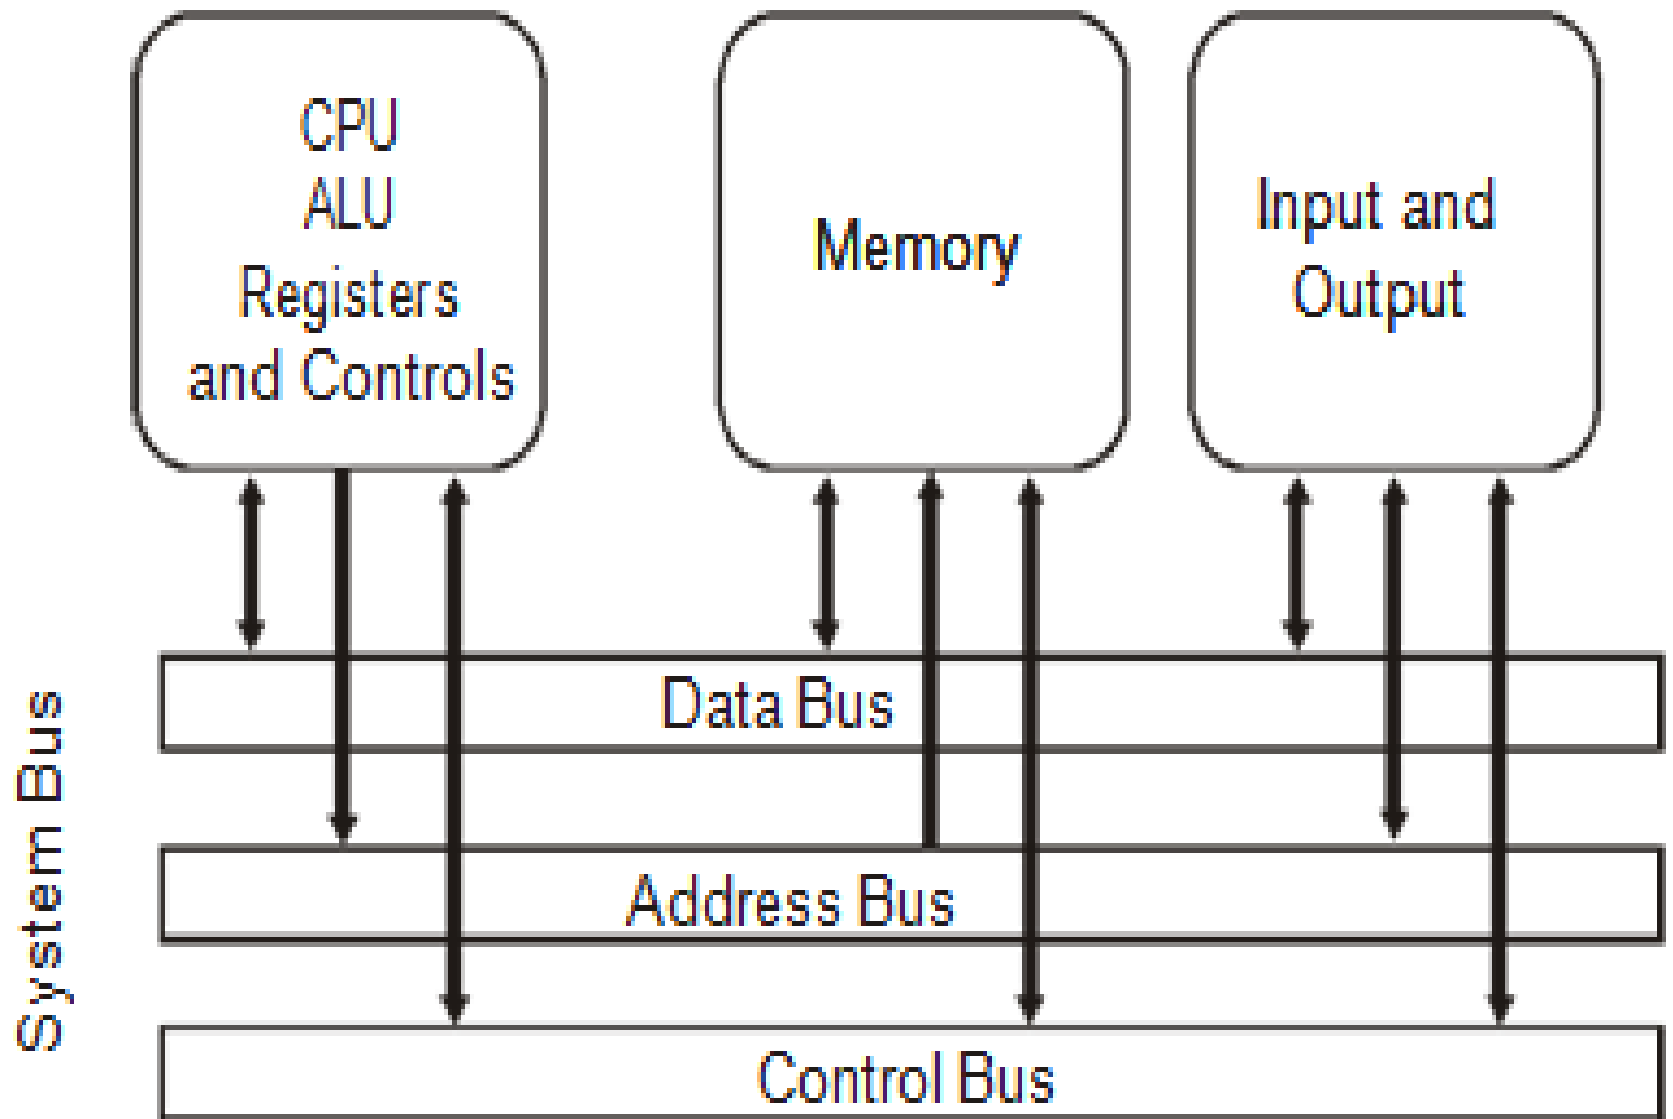 CPU
ALU
Registers
and Controls
Memory
Input and
Output
System Bus
Data Bus
Address Bus
Control Bus